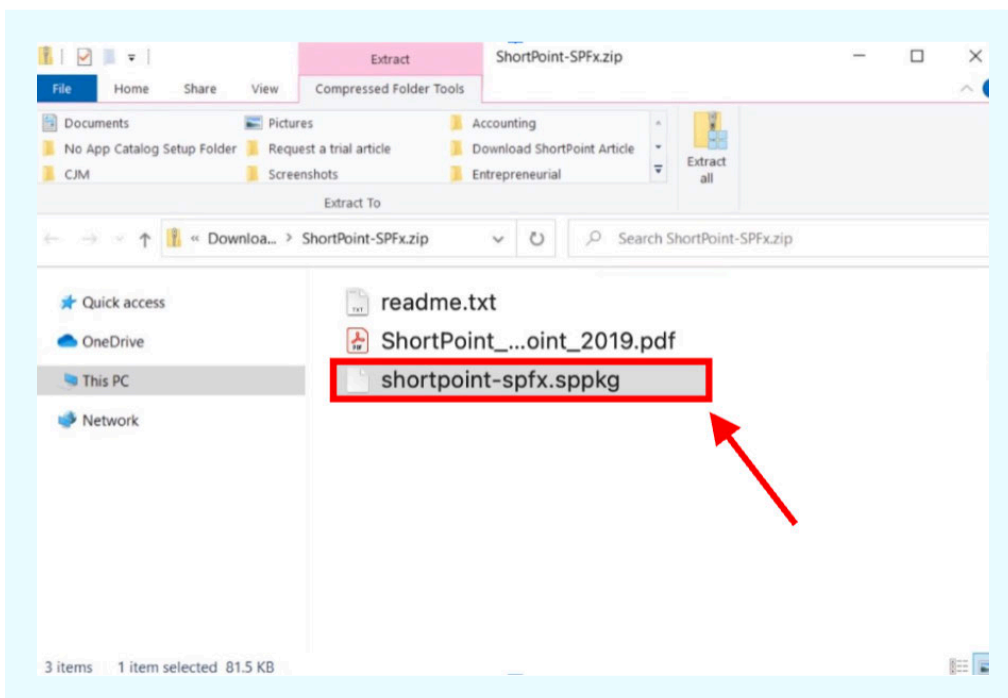 Extract
ShortPoint-SPFx.zip
File Home Share View Compressed Folder Tools
Documents Pictures Accounting
No App Catalog Setup Folder Request a trial article Download ShortPoint Article
CJM Screenshots Entrepreneurial
Extract
all
Extract To
« Downloa... > ShortPoint-SPFx.zip
Search ShortPoint-SPFx.zip
Quick access
OneDrive
This PC
Network
TXT
readme.txt
PDF
ShortPoint_...oint_2019.pdf
shortpoint-spfx.sppkg
3 items 1 item selected 81.5 KB